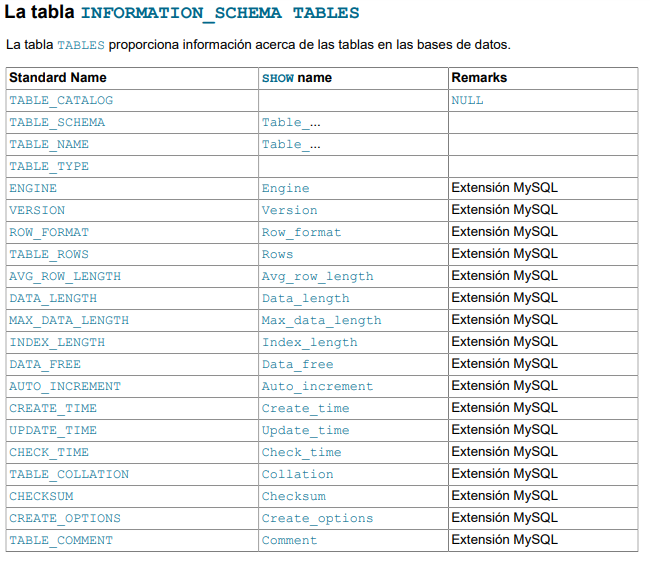 La tabla INFORMATION_SCHEMA TABLES
La tabla TABLES proporciona información acerca de las tablas en las bases de datos.
Standard Name SHOW name Remarks
TABLE_CATALOG NULL
TABLE_SCHEMA Table_...
TABLE_NAME Table_...
TABLE_TYPE
ENGINE Engine Extensión MySQL
VERSION Version Extensión MySQL
ROW_FORMAT Row_format Extensión MySQL
TABLE_ROWS Rows Extensión MySQL
AVG_ROW_LENGTH Avg_row_length Extensión MySQL
DATA_LENGTH Data_length Extensión MySQL
MAX_DATA_LENGTH Max_data_length Extensión MySQL
INDEX_LENGTH Index_length Extensión MySQL
DATA_FREE Data_free Extensión MySQL
AUTO_INCREMENT Auto_increment Extensión MySQL
CREATE_TIME Create_time Extensión MySQL
UPDATE_TIME Update_time Extensión MySQL
CHECK_TIME Check_time Extensión MySQL
TABLE_COLLATION Collation Extensión MySQL
CHECKSUM Checksum Extensión MySQL
CREATE_OPTIONS Create_options Extensión MySQL
TABLE_COMMENT Comment Extensión MySQL